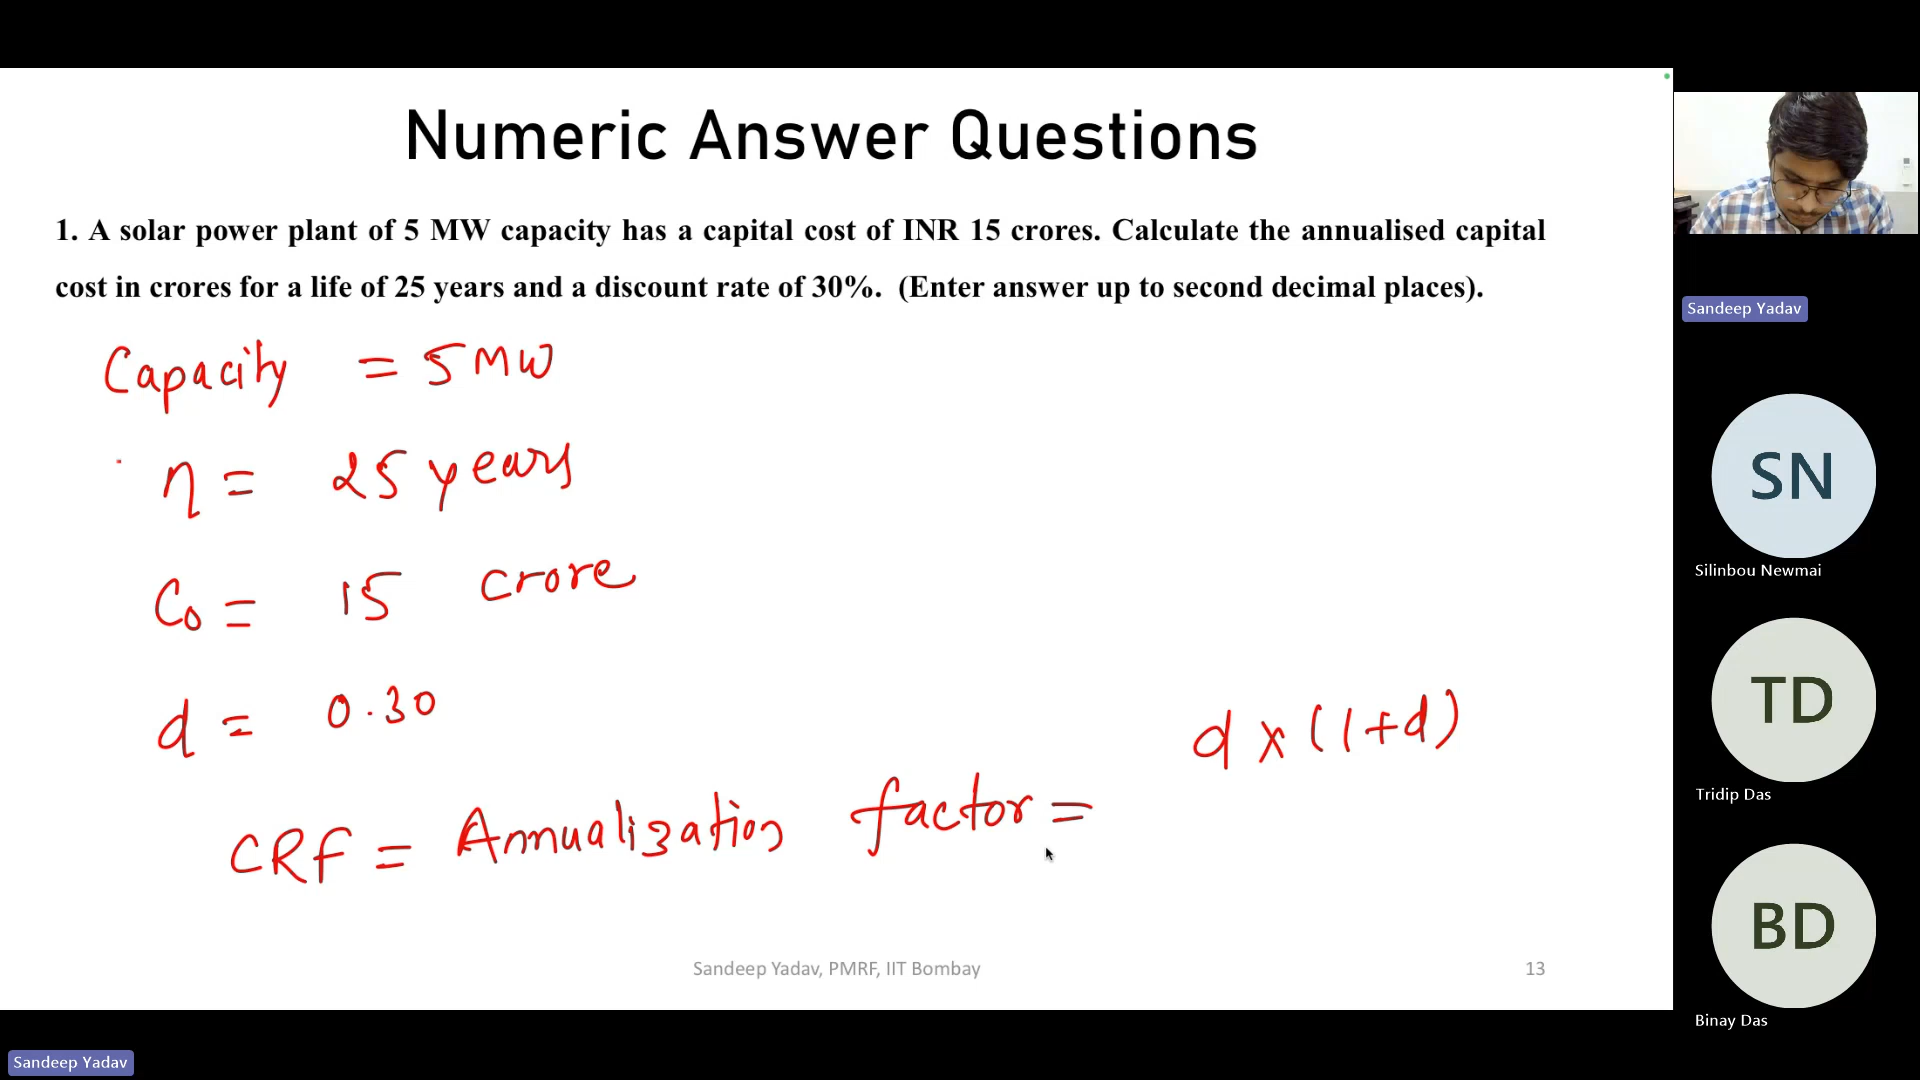 Numeric Answer Questions
1. A solar power plant of 5 MW capacity has a capital cost of INR 15 crores. Calculate the annualised capital
cost in crores for a life of 25 years and a discount rate of 30%. (Enter answer up to second decimal places).
Capacity = 5 MW
n = 25 years
C0 = 15 crore
d = 0.30
d x (1+d)
CRF = Annualization factor =
Sandeep Yadav, PMRF, IIT Bombay
13
Sandeep Yadav
SN
Silinbou Newmai
TD
Tridip Das
BD
Binay Das
Sandeep Yadav